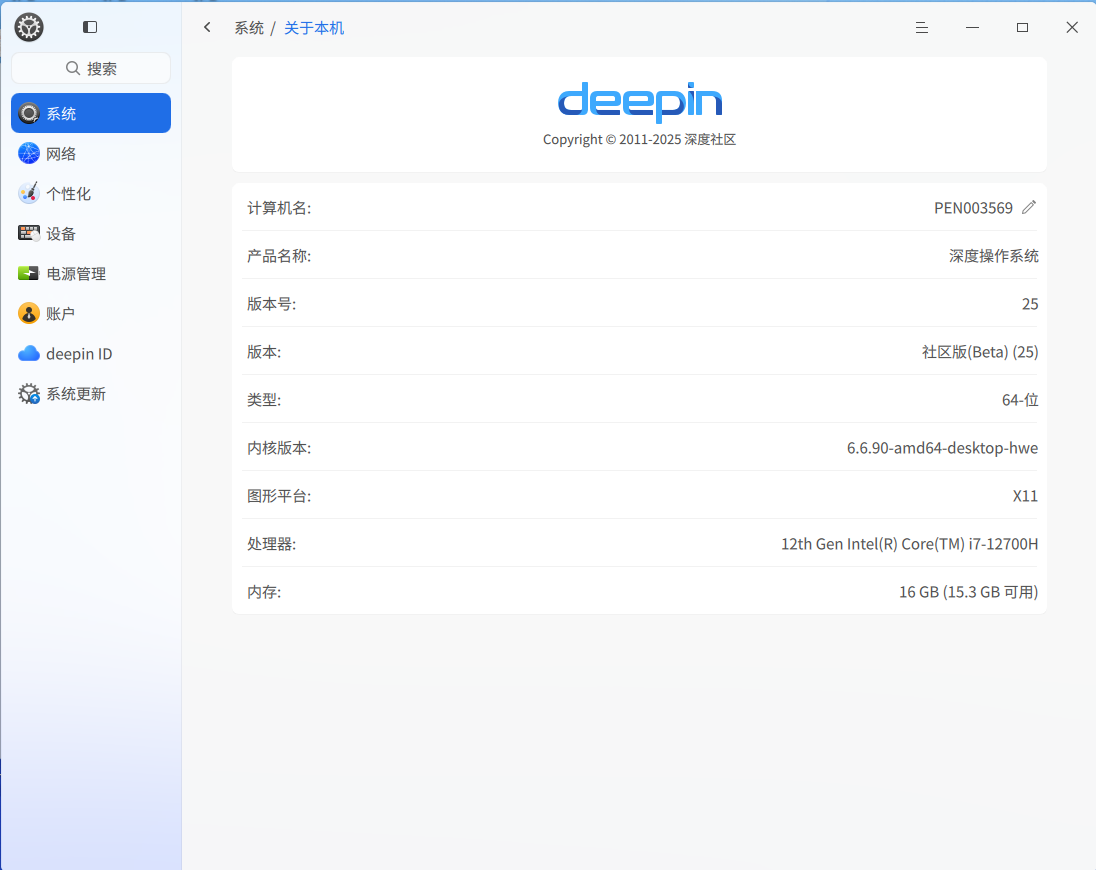 系统 / 关于本机
搜索
系统
网络
个性化
设备
电源管理
账户
deepin ID
系统更新
deepin
Copyright © 2011-2025 深度社区
计算机名: PEN003569
产品名称: 深度操作系统
版本号: 25
版本: 社区版(Beta) (25)
类型: 64-位
内核版本: 6.6.90-amd64-desktop-hwe
图形平台: X11
处理器: 12th Gen Intel(R) Core(TM) i7-12700H
内存: 16 GB (15.3 GB 可用)